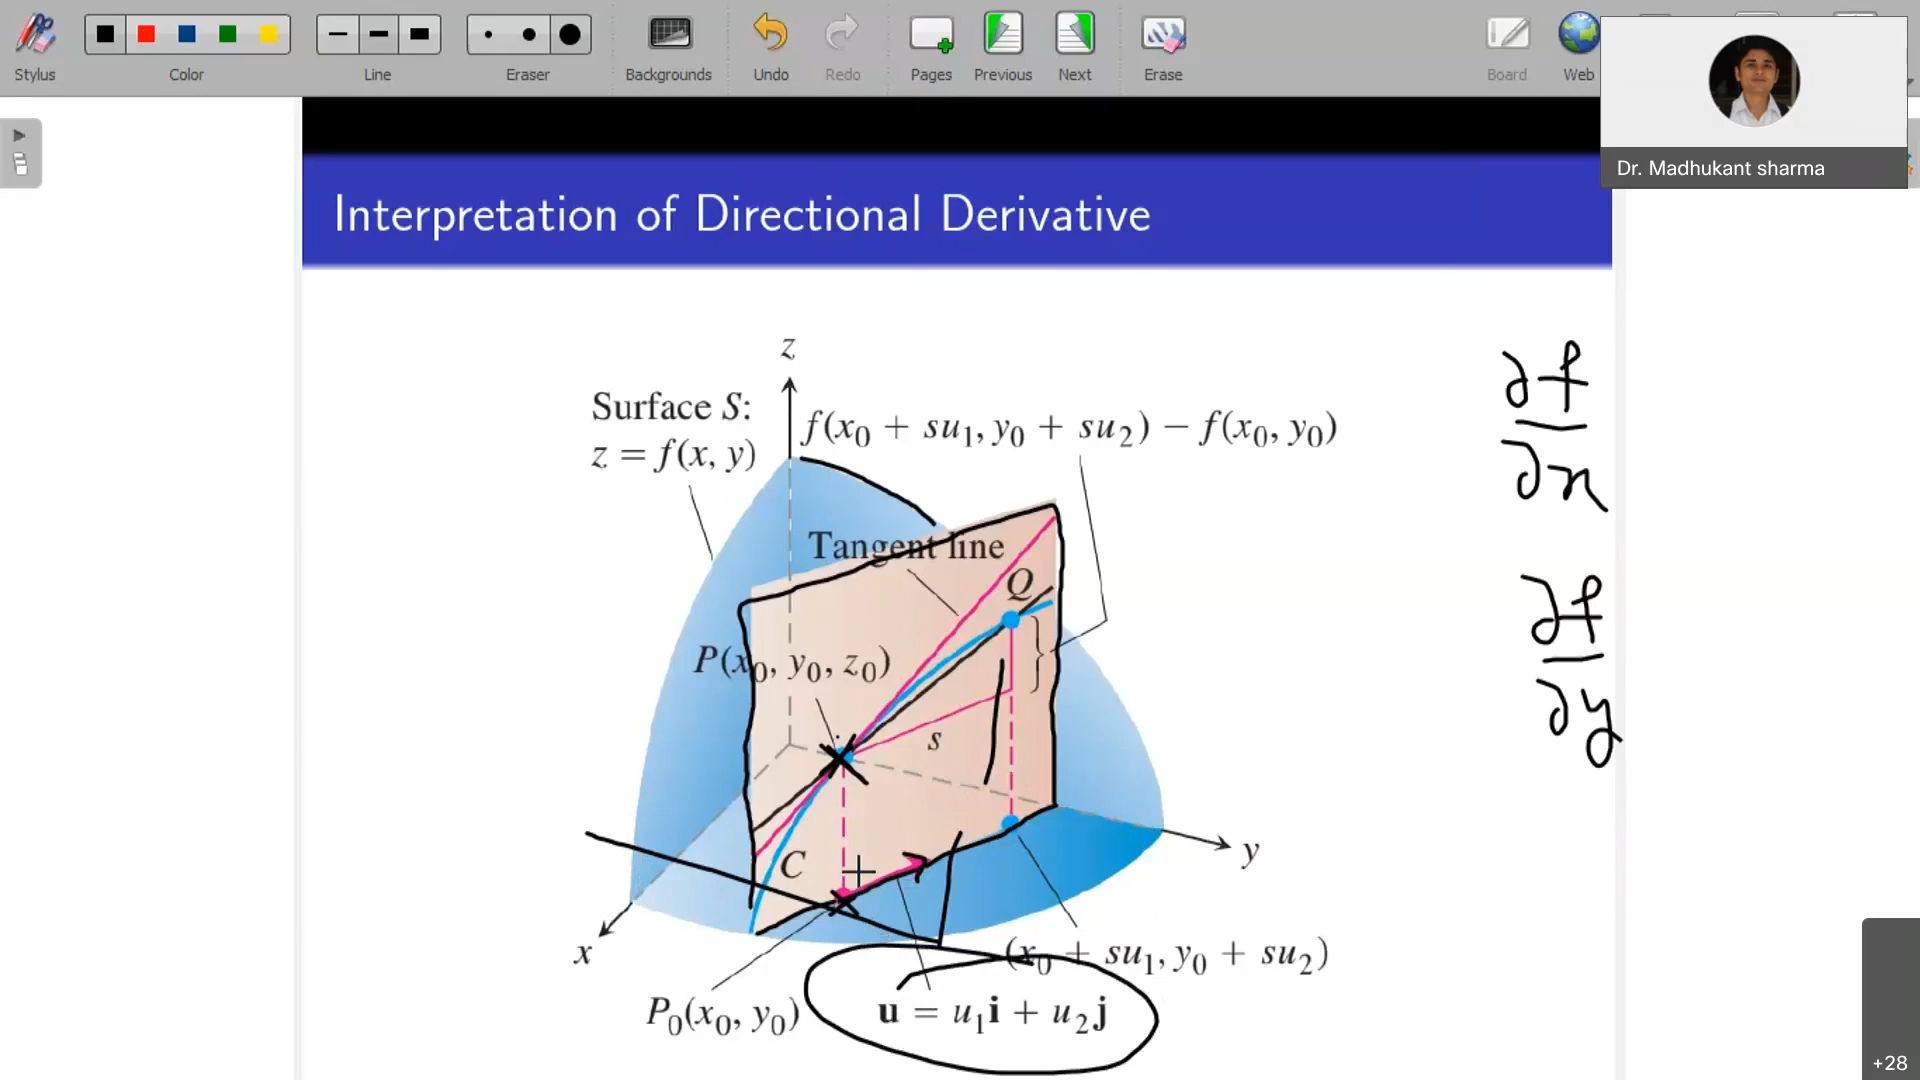 Stylus
Color
Line
Eraser
Backgrounds
Undo
Redo
Pages
Previous
Next
Erase
Board
Web
Dr. Madhukant sharma
Interpretation of Directional Derivative
z
Surface S:
z = f(x, y)
f(x₀ + su₁, y₀ + su₂) − f(x₀, y₀)
Tangent line
Q
P(x₀, y₀, z₀)
s
C
y
x
(x₀ + su₁, y₀ + su₂)
P₀(x₀, y₀)
u = u₁i + u₂j
∂f
∂x
∂f
∂y
+28